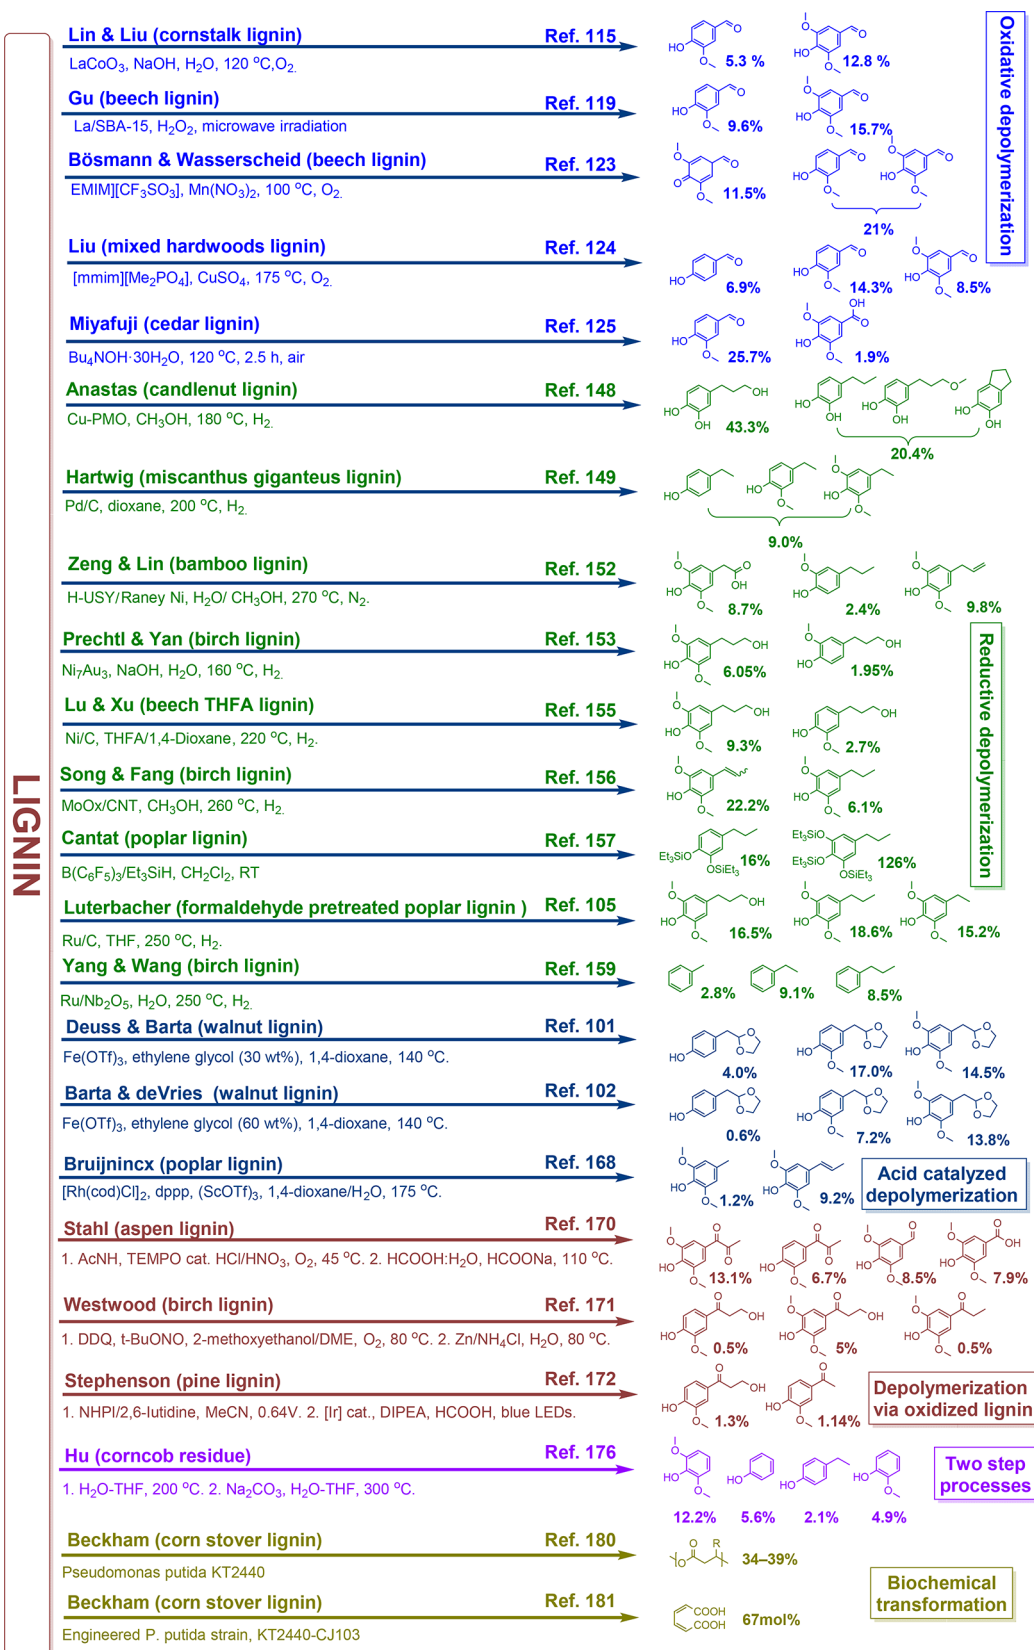 LIGNIN
Oxidative depolymerization
Lin & Liu (cornstalk lignin) Ref. 115
LaCoO3, NaOH, H2O, 120 °C,O2.
5.3 % 12.8 %
Gu (beech lignin) Ref. 119
La/SBA-15, H2O2, microwave irradiation
9.6% 15.7%
Bösmann & Wasserscheid (beech lignin) Ref. 123
EMIM][CF3SO3], Mn(NO3)2, 100 °C, O2.
11.5% 21%
Liu (mixed hardwoods lignin) Ref. 124
[mmim][Me2PO4], CuSO4, 175 °C, O2.
6.9% 14.3% 8.5%
Miyafuji (cedar lignin) Ref. 125
Bu4NOH·30H2O, 120 °C, 2.5 h, air
25.7% 1.9%
Anastas (candlenut lignin) Ref. 148
Cu-PMO, CH3OH, 180 °C, H2.
43.3% 20.4%
Hartwig (miscanthus giganteus lignin) Ref. 149
Pd/C, dioxane, 200 °C, H2.
9.0%
Zeng & Lin (bamboo lignin) Ref. 152
H-USY/Raney Ni, H2O/ CH3OH, 270 °C, N2.
8.7% 2.4% 9.8%
Reductive depolymerization
Prechtl & Yan (birch lignin) Ref. 153
Ni7Au3, NaOH, H2O, 160 °C, H2.
6.05% 1.95%
Lu & Xu (beech THFA lignin) Ref. 155
Ni/C, THFA/1,4-Dioxane, 220 °C, H2.
9.3% 2.7%
Song & Fang (birch lignin) Ref. 156
MoOx/CNT, CH3OH, 260 °C, H2.
22.2% 6.1%
Cantat (poplar lignin) Ref. 157
B(C6F5)3/Et3SiH, CH2Cl2, RT
Et3SiO OSiEt3 16% Et3SiO Et3SiO OSiEt3 126%
Luterbacher (formaldehyde pretreated poplar lignin ) Ref. 105
Ru/C, THF, 250 °C, H2.
16.5% 18.6% 15.2%
Yang & Wang (birch lignin) Ref. 159
Ru/Nb2O5, H2O, 250 °C, H2.
2.8% 9.1% 8.5%
Deuss & Barta (walnut lignin) Ref. 101
Fe(OTf)3, ethylene glycol (30 wt%), 1,4-dioxane, 140 °C.
4.0% 17.0% 14.5%
Barta & deVries (walnut lignin) Ref. 102
Fe(OTf)3, ethylene glycol (60 wt%), 1,4-dioxane, 140 °C.
0.6% 7.2% 13.8%
Bruijnincx (poplar lignin) Ref. 168
[Rh(cod)Cl]2, dppp, (ScOTf)3, 1,4-dioxane/H2O, 175 °C.
1.2% 9.2%
Acid catalyzed
depolymerization
Stahl (aspen lignin) Ref. 170
1. AcNH, TEMPO cat. HCl/HNO3, O2, 45 °C. 2. HCOOH:H2O, HCOONa, 110 °C.
13.1% 6.7% 8.5% 7.9%
Westwood (birch lignin) Ref. 171
1. DDQ, t-BuONO, 2-methoxyethanol/DME, O2, 80 °C. 2. Zn/NH4Cl, H2O, 80 °C.
0.5% 5% 0.5%
Stephenson (pine lignin) Ref. 172
1. NHPI/2,6-lutidine, MeCN, 0.64V. 2. [Ir] cat., DIPEA, HCOOH, blue LEDs.
1.3% 1.14%
Depolymerization
via oxidized lignin
Hu (corncob residue) Ref. 176
1. H2O-THF, 200 °C. 2. Na2CO3, H2O-THF, 300 °C.
12.2% 5.6% 2.1% 4.9%
Two step
processes
Beckham (corn stover lignin) Ref. 180
Pseudomonas putida KT2440
34–39%
Biochemical
transformation
Beckham (corn stover lignin) Ref. 181
Engineered P. putida strain, KT2440-CJ103
COOH
COOH
67mol%